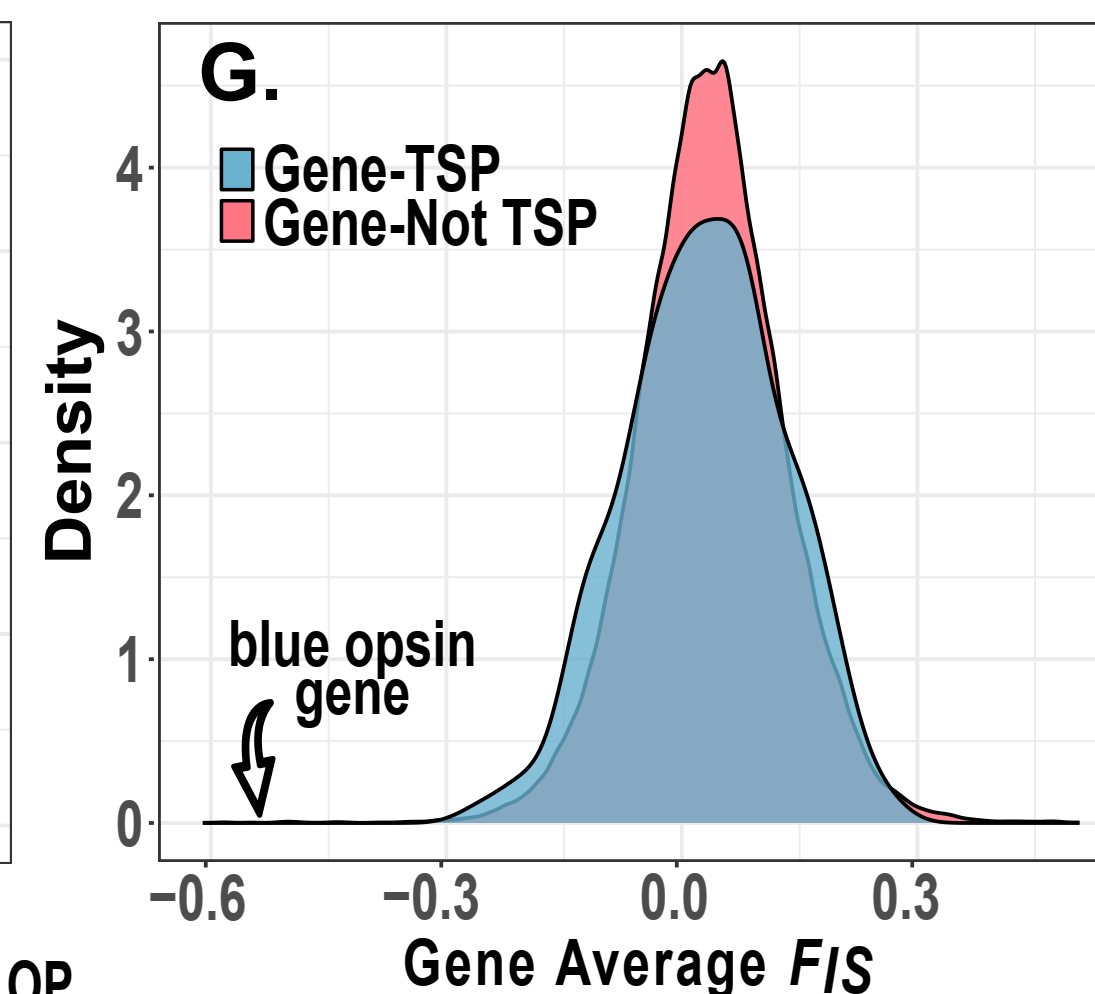 G.
Gene-TSP
Gene-Not TSP
4
3
2
1
0
Density
blue opsin
gene
−0.6
−0.3
0.0
0.3
Gene Average FIS
OP